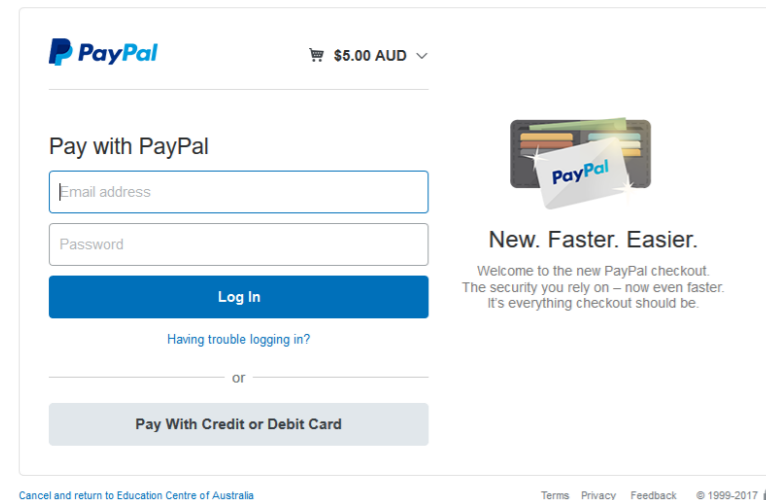 PayPal
$5.00 AUD
Pay with PayPal
Email address
Password
Log In
Having trouble logging in?
or
Pay With Credit or Debit Card
PayPal
New. Faster. Easier.
Welcome to the new PayPal checkout.
The security you rely on – now even faster.
It's everything checkout should be.
Cancel and return to Education Centre of Australia
Terms Privacy Feedback © 1999-2017